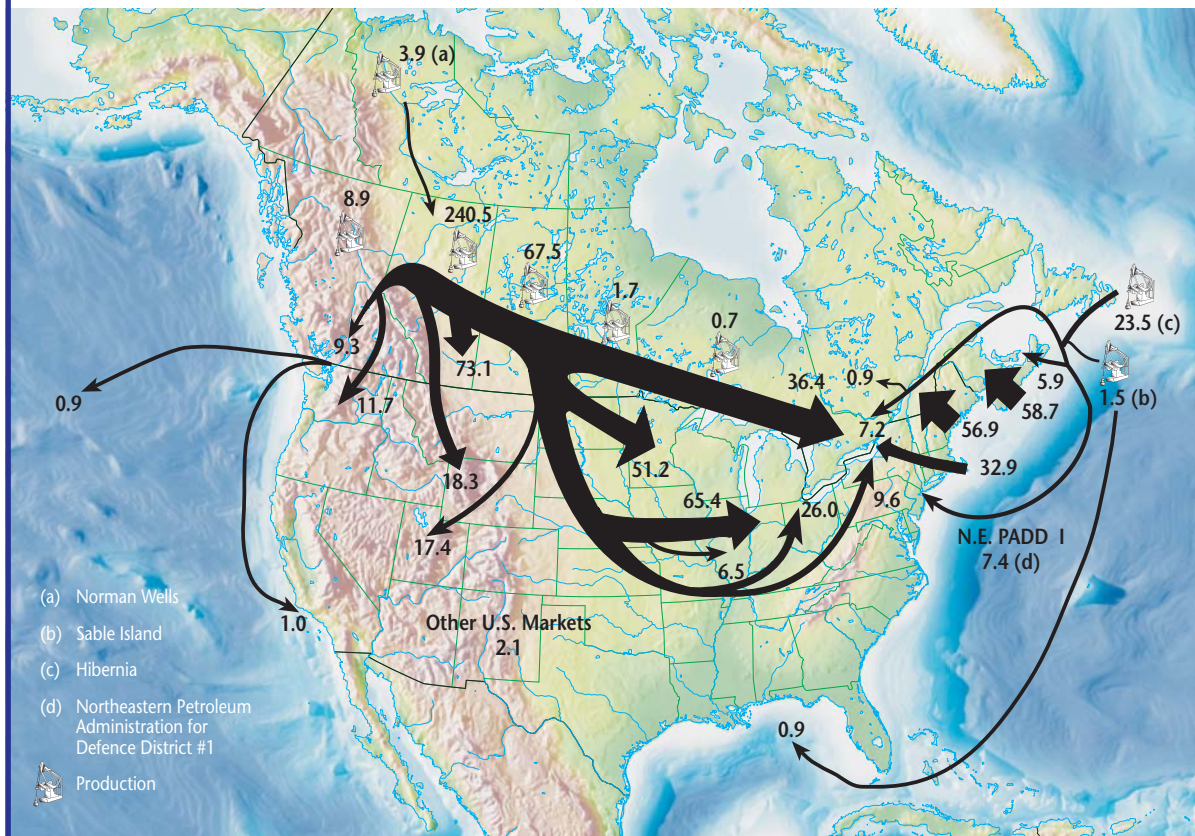 3.9 (a)
8.9
240.5
67.5
1.7
0.7
23.5 (c)
9.3
73.1
36.4
0.9
5.9
1.5 (b)
0.9
11.7
7.2
56.9
58.7
51.2
32.9
18.3
65.4
26.0
9.6
17.4
6.5
N.E. PADD I
7.4 (d)
1.0
Other U.S. Markets
2.1
0.9
(a) Norman Wells
(b) Sable Island
(c) Hibernia
(d) Northeastern Petroleum
Administration for
Defence District #1
Production